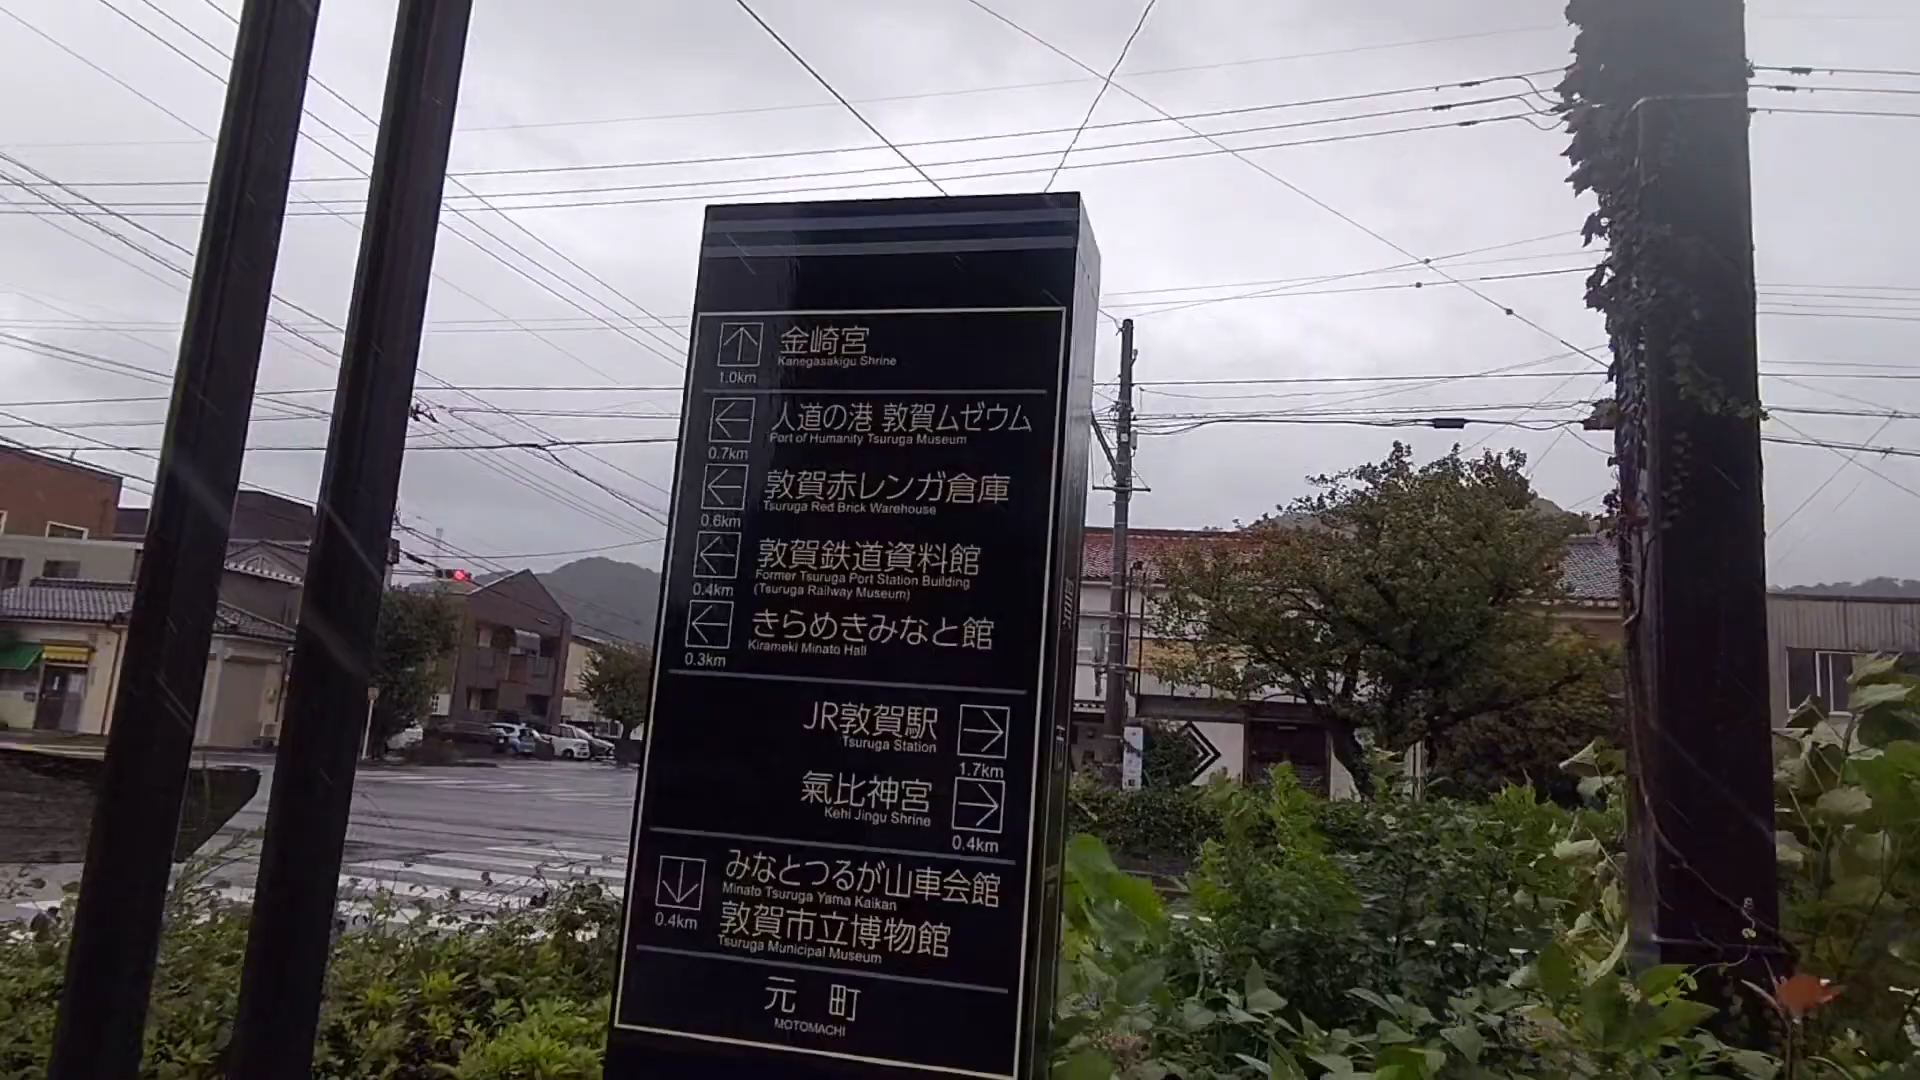 金崎宮
Kanegasakigu Shrine
1.0km
人道の港 敦賀ムゼウム
Port of Humanity Tsuruga Museum
0.7km
敦賀赤レンガ倉庫
Tsuruga Red Brick Warehouse
0.6km
敦賀鉄道資料館
Former Tsuruga Port Station Building
(Tsuruga Railway Museum)
0.4km
きらめきみなと館
Kirameki Minato Hall
0.3km
JR敦賀駅
Tsuruga Station
1.7km
氣比神宮
Kehi Jingu Shrine
0.4km
みなとつるが山車会館
Minato Tsuruga Yama Kaikan
0.4km
敦賀市立博物館
Tsuruga Municipal Museum
元町
MOTOMACHI